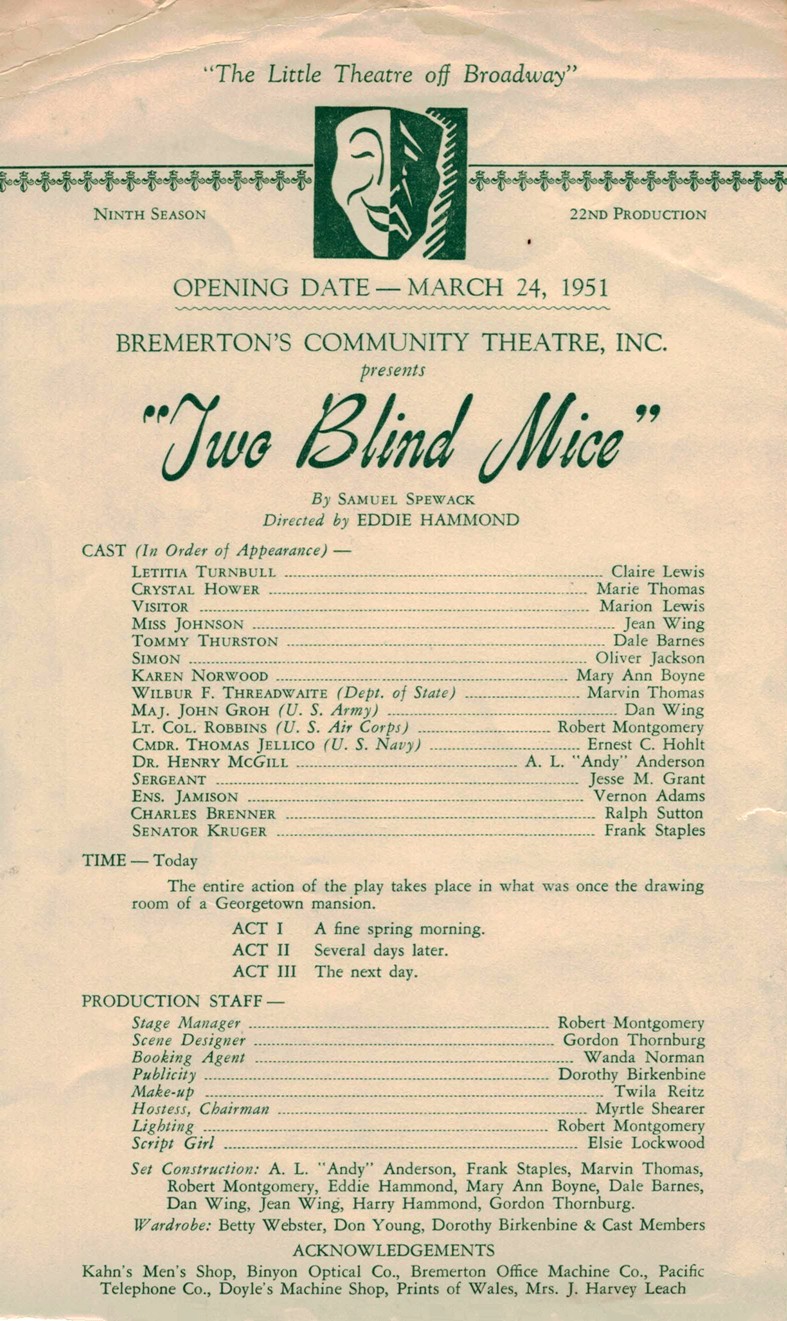 "The Little Theatre off Broadway"
NINTH SEASON
22ND PRODUCTION
OPENING DATE — MARCH 24, 1951
BREMERTON'S COMMUNITY THEATRE, INC.
presents
"Two Blind Mice"
By SAMUEL SPEWACK
Directed by EDDIE HAMMOND
CAST (In Order of Appearance) —
LETITIA TURNBULL ... Claire Lewis
CRYSTAL HOWER ... Marie Thomas
VISITOR ... Marion Lewis
MISS JOHNSON ... Jean Wing
TOMMY THURSTON ... Dale Barnes
SIMON ... Oliver Jackson
KAREN NORWOOD ... Mary Ann Boyne
WILBUR F. THREADWAITE (Dept. of State) ... Marvin Thomas
MAJ. JOHN GROH (U. S. Army) ... Dan Wing
LT. COL. ROBBINS (U. S. Air Corps) ... Robert Montgomery
CMDR. THOMAS JELLICO (U. S. Navy) ... Ernest C. Hohlt
DR. HENRY MCGILL ... A. L. "Andy" Anderson
SERGEANT ... Jesse M. Grant
ENS. JAMISON ... Vernon Adams
CHARLES BRENNER ... Ralph Sutton
SENATOR KRUGER ... Frank Staples
TIME — Today
The entire action of the play takes place in what was once the drawing
room of a Georgetown mansion.
ACT I A fine spring morning.
ACT II Several days later.
ACT III The next day.
PRODUCTION STAFF —
Stage Manager ... Robert Montgomery
Scene Designer ... Gordon Thornburg
Booking Agent ... Wanda Norman
Publicity ... Dorothy Birkenbine
Make-up ... Twila Reitz
Hostess, Chairman ... Myrtle Shearer
Lighting ... Robert Montgomery
Script Girl ... Elsie Lockwood
Set Construction: A. L. "Andy" Anderson, Frank Staples, Marvin Thomas,
Robert Montgomery, Eddie Hammond, Mary Ann Boyne, Dale Barnes,
Dan Wing, Jean Wing, Harry Hammond, Gordon Thornburg.
Wardrobe: Betty Webster, Don Young, Dorothy Birkenbine & Cast Members
ACKNOWLEDGEMENTS
Kahn's Men's Shop, Binyon Optical Co., Bremerton Office Machine Co., Pacific
Telephone Co., Doyle's Machine Shop, Prints of Wales, Mrs. J. Harvey Leach